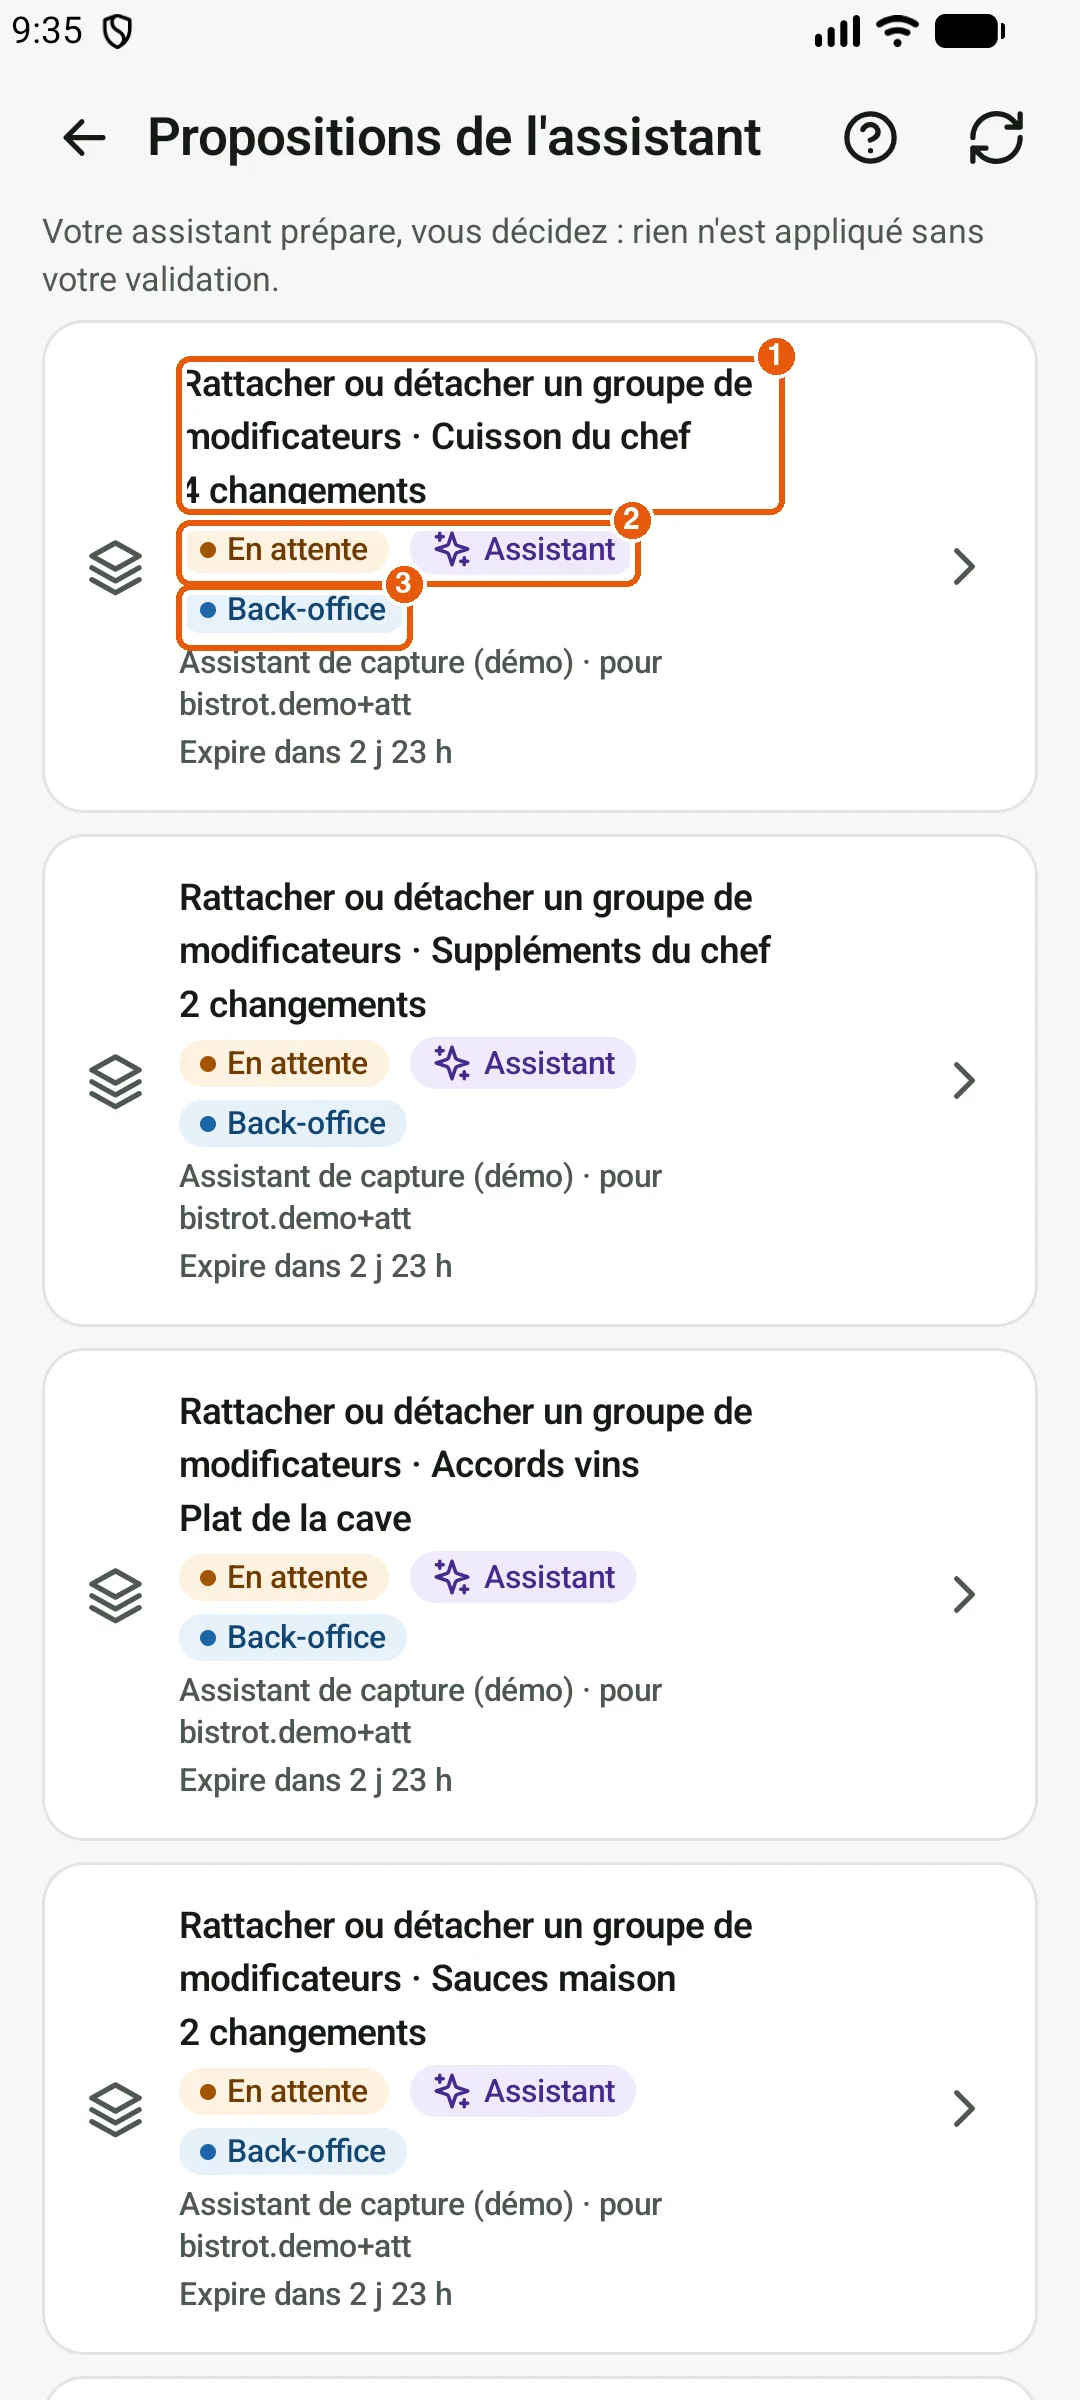 9:35
Propositions de l'assistant
Votre assistant prépare, vous décidez : rien n'est appliqué sans
votre validation.
1
Rattacher ou détacher un groupe de
modificateurs · Cuisson du chef
4 changements
2
En attente Assistant
3
Back-office
Assistant de capture (démo) · pour
bistrot.demo+att
Expire dans 2 j 23 h
Rattacher ou détacher un groupe de
modificateurs · Suppléments du chef
2 changements
En attente Assistant
Back-office
Assistant de capture (démo) · pour
bistrot.demo+att
Expire dans 2 j 23 h
Rattacher ou détacher un groupe de
modificateurs · Accords vins
Plat de la cave
En attente Assistant
Back-office
Assistant de capture (démo) · pour
bistrot.demo+att
Expire dans 2 j 23 h
Rattacher ou détacher un groupe de
modificateurs · Sauces maison
2 changements
En attente Assistant
Back-office
Assistant de capture (démo) · pour
bistrot.demo+att
Expire dans 2 j 23 h